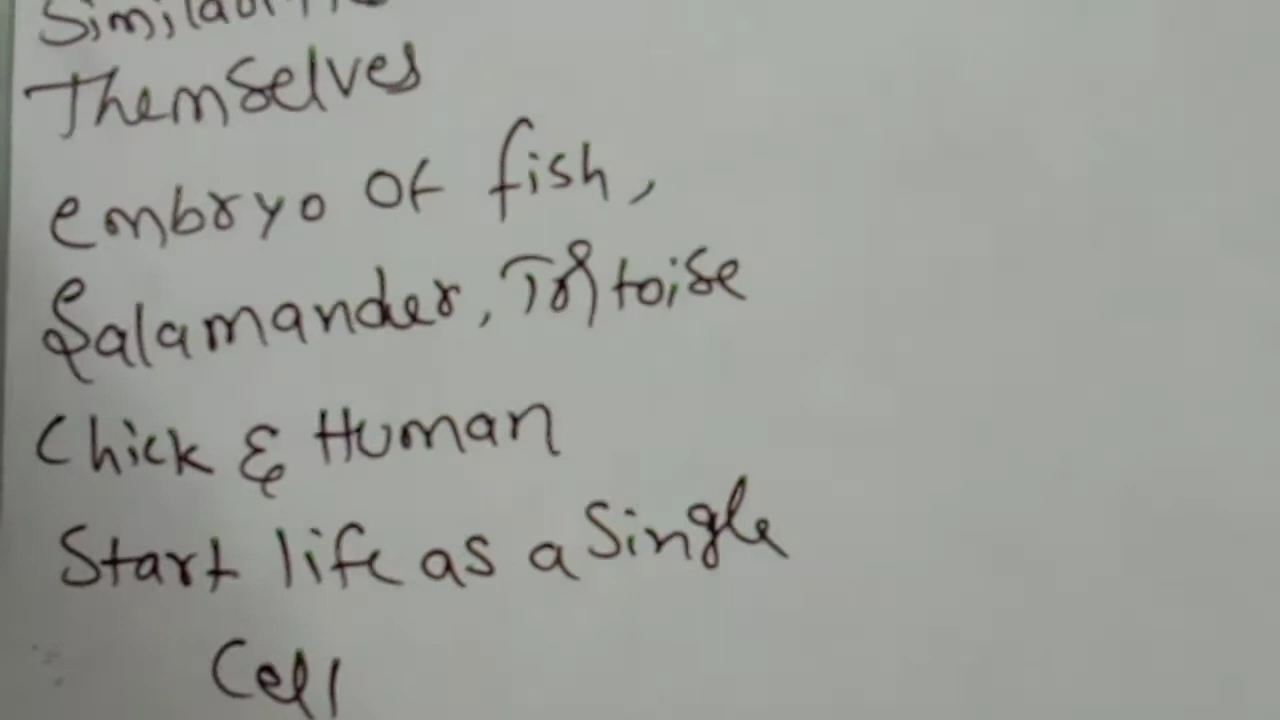 Themselves
embryo of fish,
Salamander, Tortoise
Chick & Human
Start life as a Single
Cell